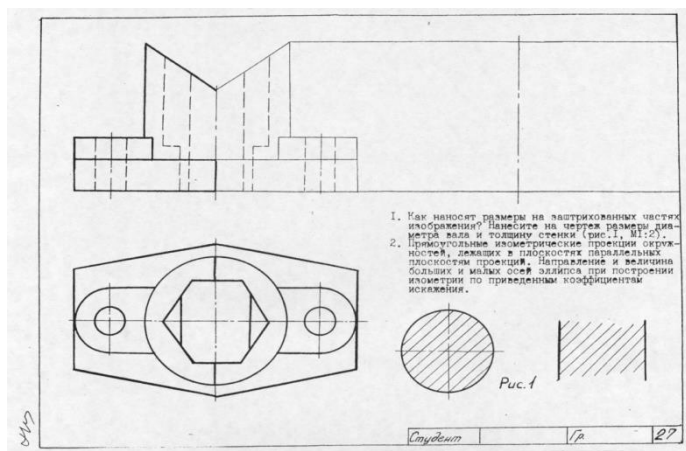 1. Как наносят размеры на заштрихованных частях
изображения? Нанесите на чертеж размеры диа-
метра вала и толщину стенки (рис.1, М1:2).
2. Прямоугольные изометрические проекции окруж-
ностей, лежащих в плоскостях параллельных
плоскостям проекций. Направление и величина
больших и малых осей эллипса при построении
изометрии по приведенным коэффициентам
искажения.
Рис.1
Студент Гр. 27